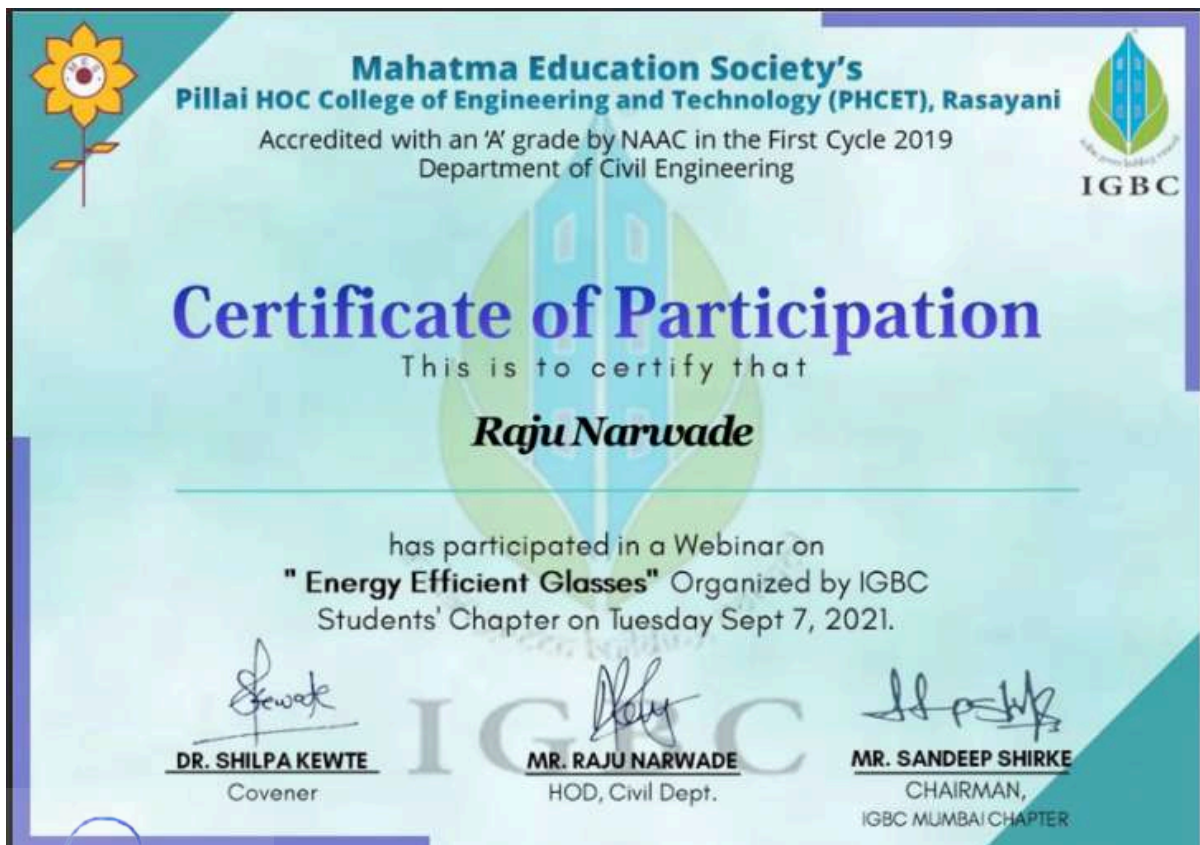 Mahatma Education Society's
Pillai HOC College of Engineering and Technology (PHCET), Rasayani
Accredited with an 'A' grade by NAAC in the First Cycle 2019
Department of Civil Engineering
MES
IGBC
Certificate of Participation
This is to certify that
Raju Narwade
has participated in a Webinar on
" Energy Efficient Glasses" Organized by IGBC
Students' Chapter on Tuesday Sept 7, 2021.
IGBC
DR. SHILPA KEWTE
Covener
MR. RAJU NARWADE
HOD, Civil Dept.
MR. SANDEEP SHIRKE
CHAIRMAN,
IGBC MUMBAI CHAPTER